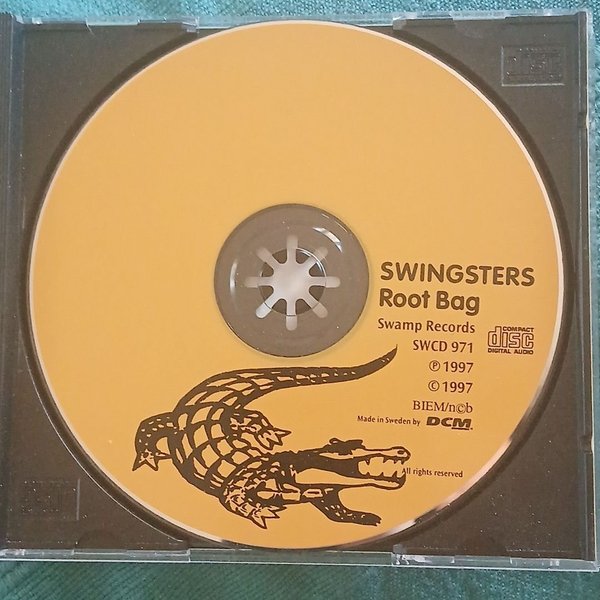 SWINGSTERS
Root Bag
Swamp Records
SWCD 971
COMPACT
disc
DIGITAL AUDIO
℗ 1997
© 1997
BIEM/n©b
Made in Sweden by DCM
All rights reserved